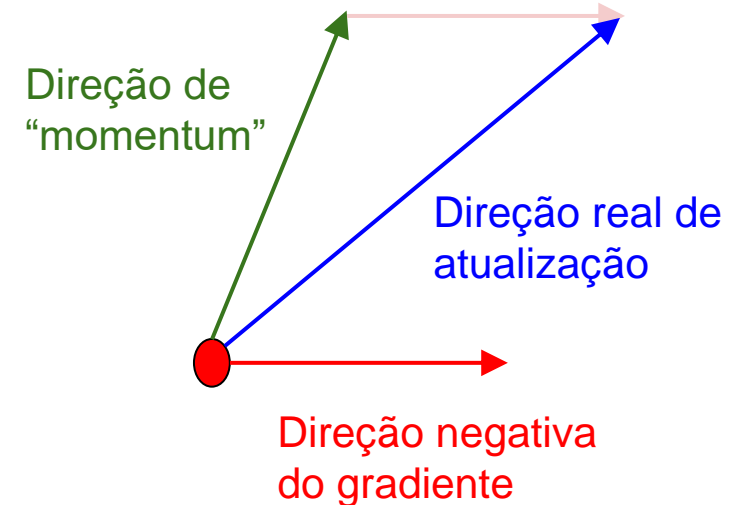 Direção de
“momentum”
Direção real de
atualização
Direção negativa
do gradiente